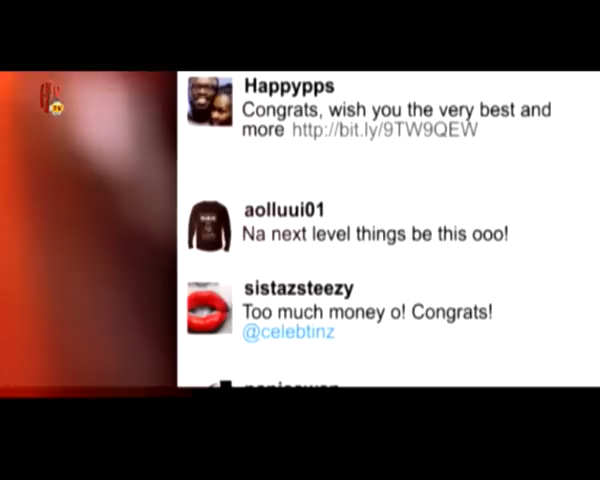 TV
Happypps
Congrats, wish you the very best and
more http://bit.ly/9TW9QEW
aolluui01
Na next level things be this ooo!
sistazsteezy
Too much money o! Congrats!
@celebtinz